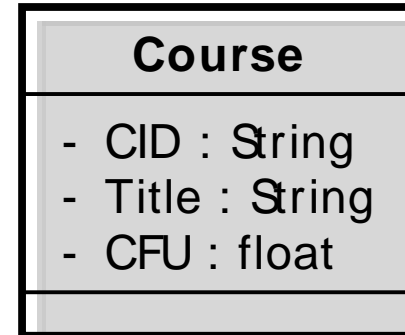 Course
- CID : String
- Title : String
- CFU : float